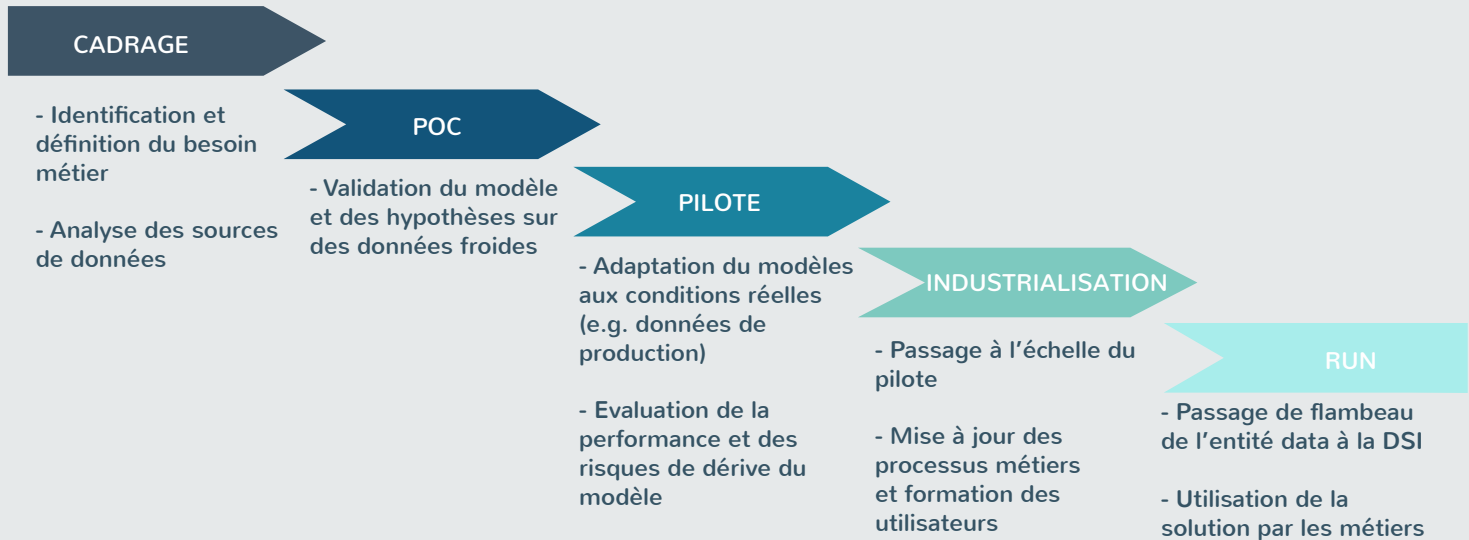 CADRAGE
- Identification et
définition du besoin
métier
- Analyse des sources
de données
POC
- Validation du modèle
et des hypothèses sur
des données froides
PILOTE
- Adaptation du modèles
aux conditions réelles
(e.g. données de
production)
- Evaluation de la
performance et des
risques de dérive du
modèle
INDUSTRIALISATION
- Passage à l’échelle du
pilote
- Mise à jour des
processus métiers
et formation des
utilisateurs
RUN
- Passage de flambeau
de l’entité data à la DSI
- Utilisation de la
solution par les métiers